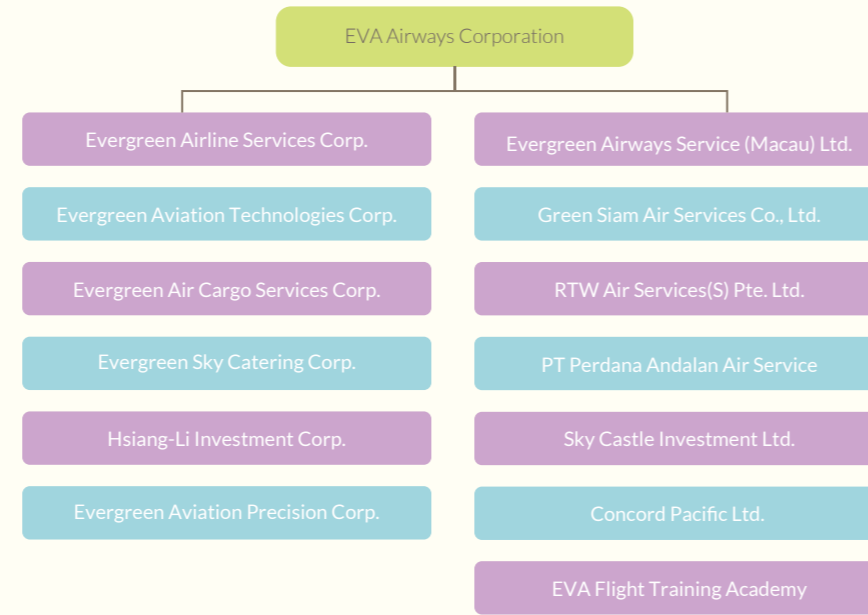 EVA Airways Corporation
Evergreen Airline Services Corp.
Evergreen Aviation Technologies Corp.
Evergreen Air Cargo Services Corp.
Evergreen Sky Catering Corp.
Hsiang-Li Investment Corp.
Evergreen Aviation Precision Corp.
Evergreen Airways Service (Macau) Ltd.
Green Siam Air Services Co., Ltd.
RTW Air Services(S) Pte. Ltd.
PT Perdana Andalan Air Service
Sky Castle Investment Ltd.
Concord Pacific Ltd.
EVA Flight Training Academy